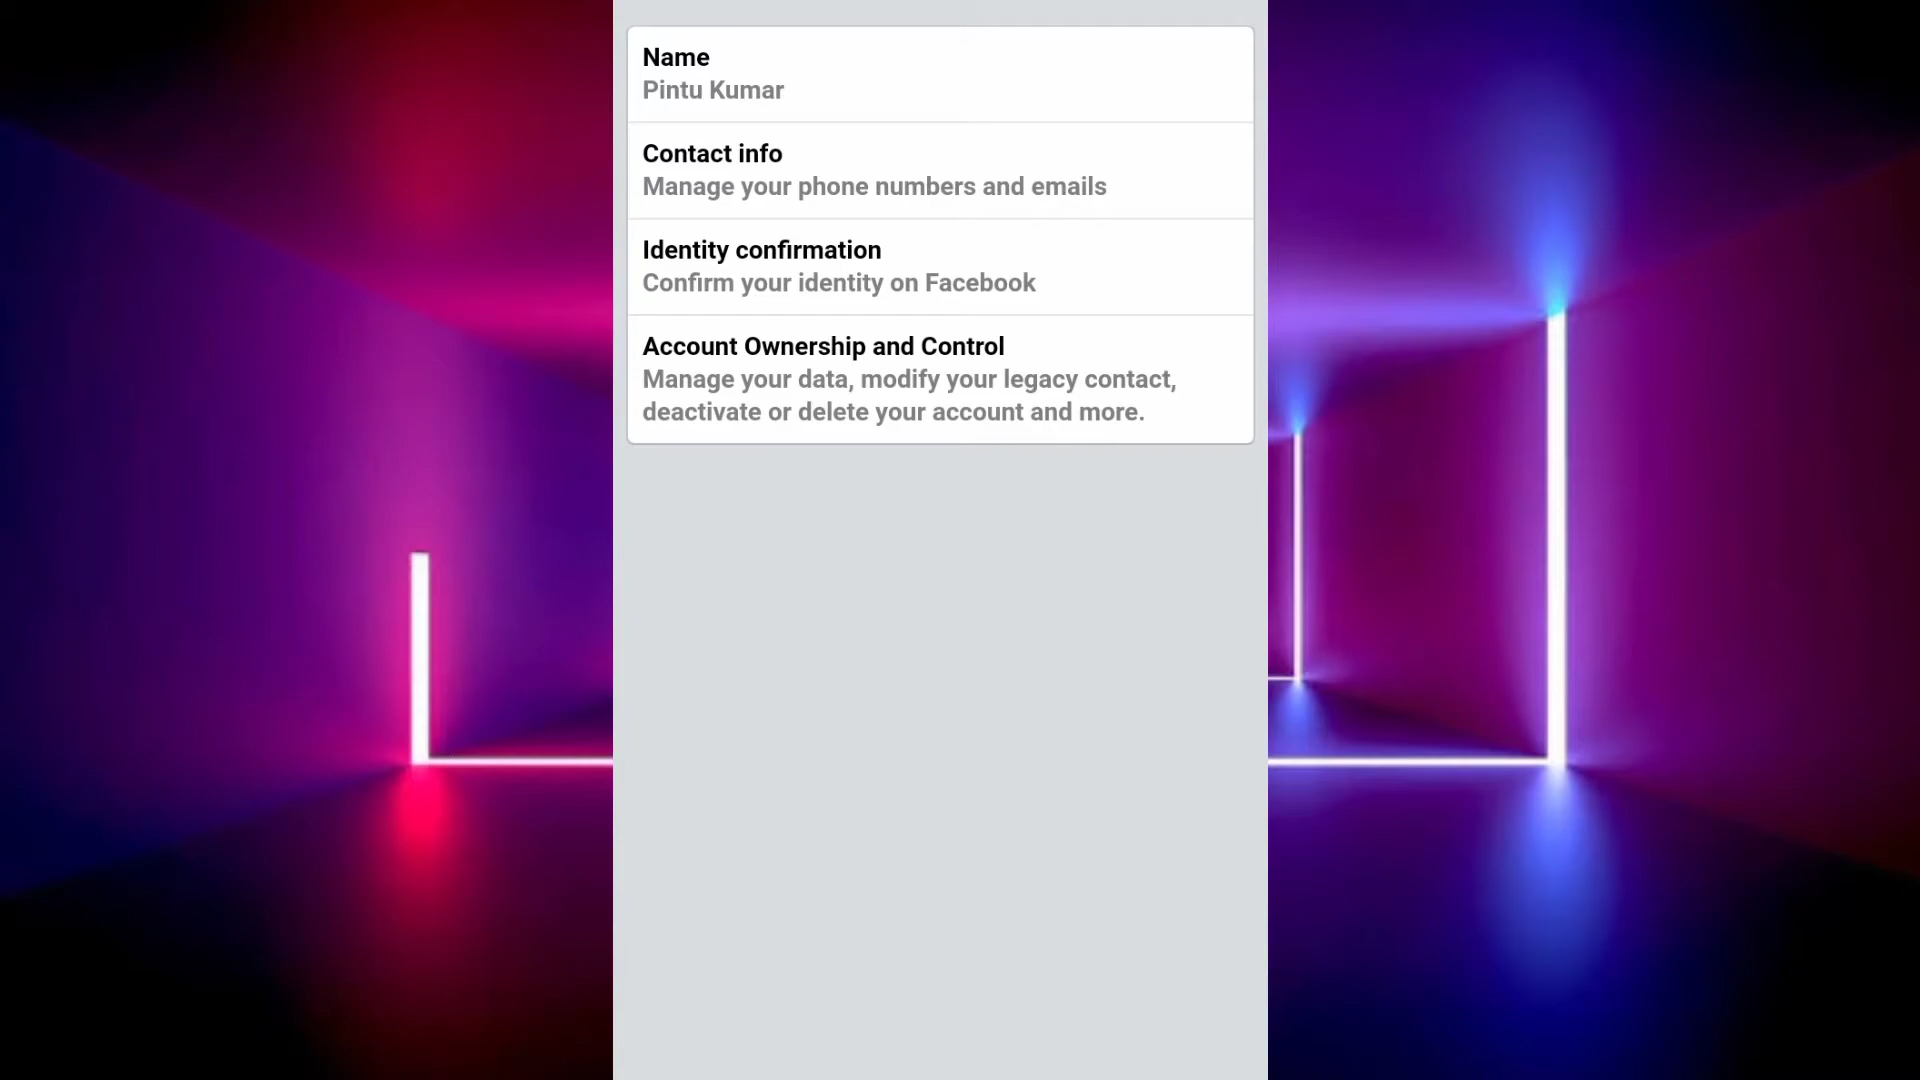 Name
Pintu Kumar
Contact info
Manage your phone numbers and emails
Identity confirmation
Confirm your identity on Facebook
Account Ownership and Control
Manage your data, modify your legacy contact,
deactivate or delete your account and more.